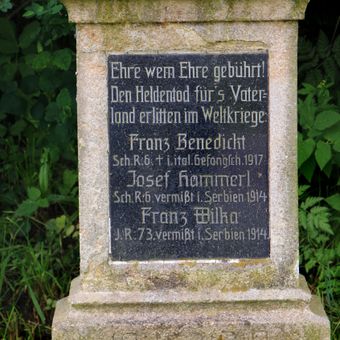 Ehre wem Ehre gebührt!
Den Heldentod für's Vater-
land erlitten im Weltkriege:
Franz Benedicht
Sch.R.6. † i. ital. Gefangsch. 1917.
Josef Hammerl
Sch.R.6. vermißt i. Serbien 1914.
Franz Wilka
J.R.73. vermißt i. Serbien 1914.